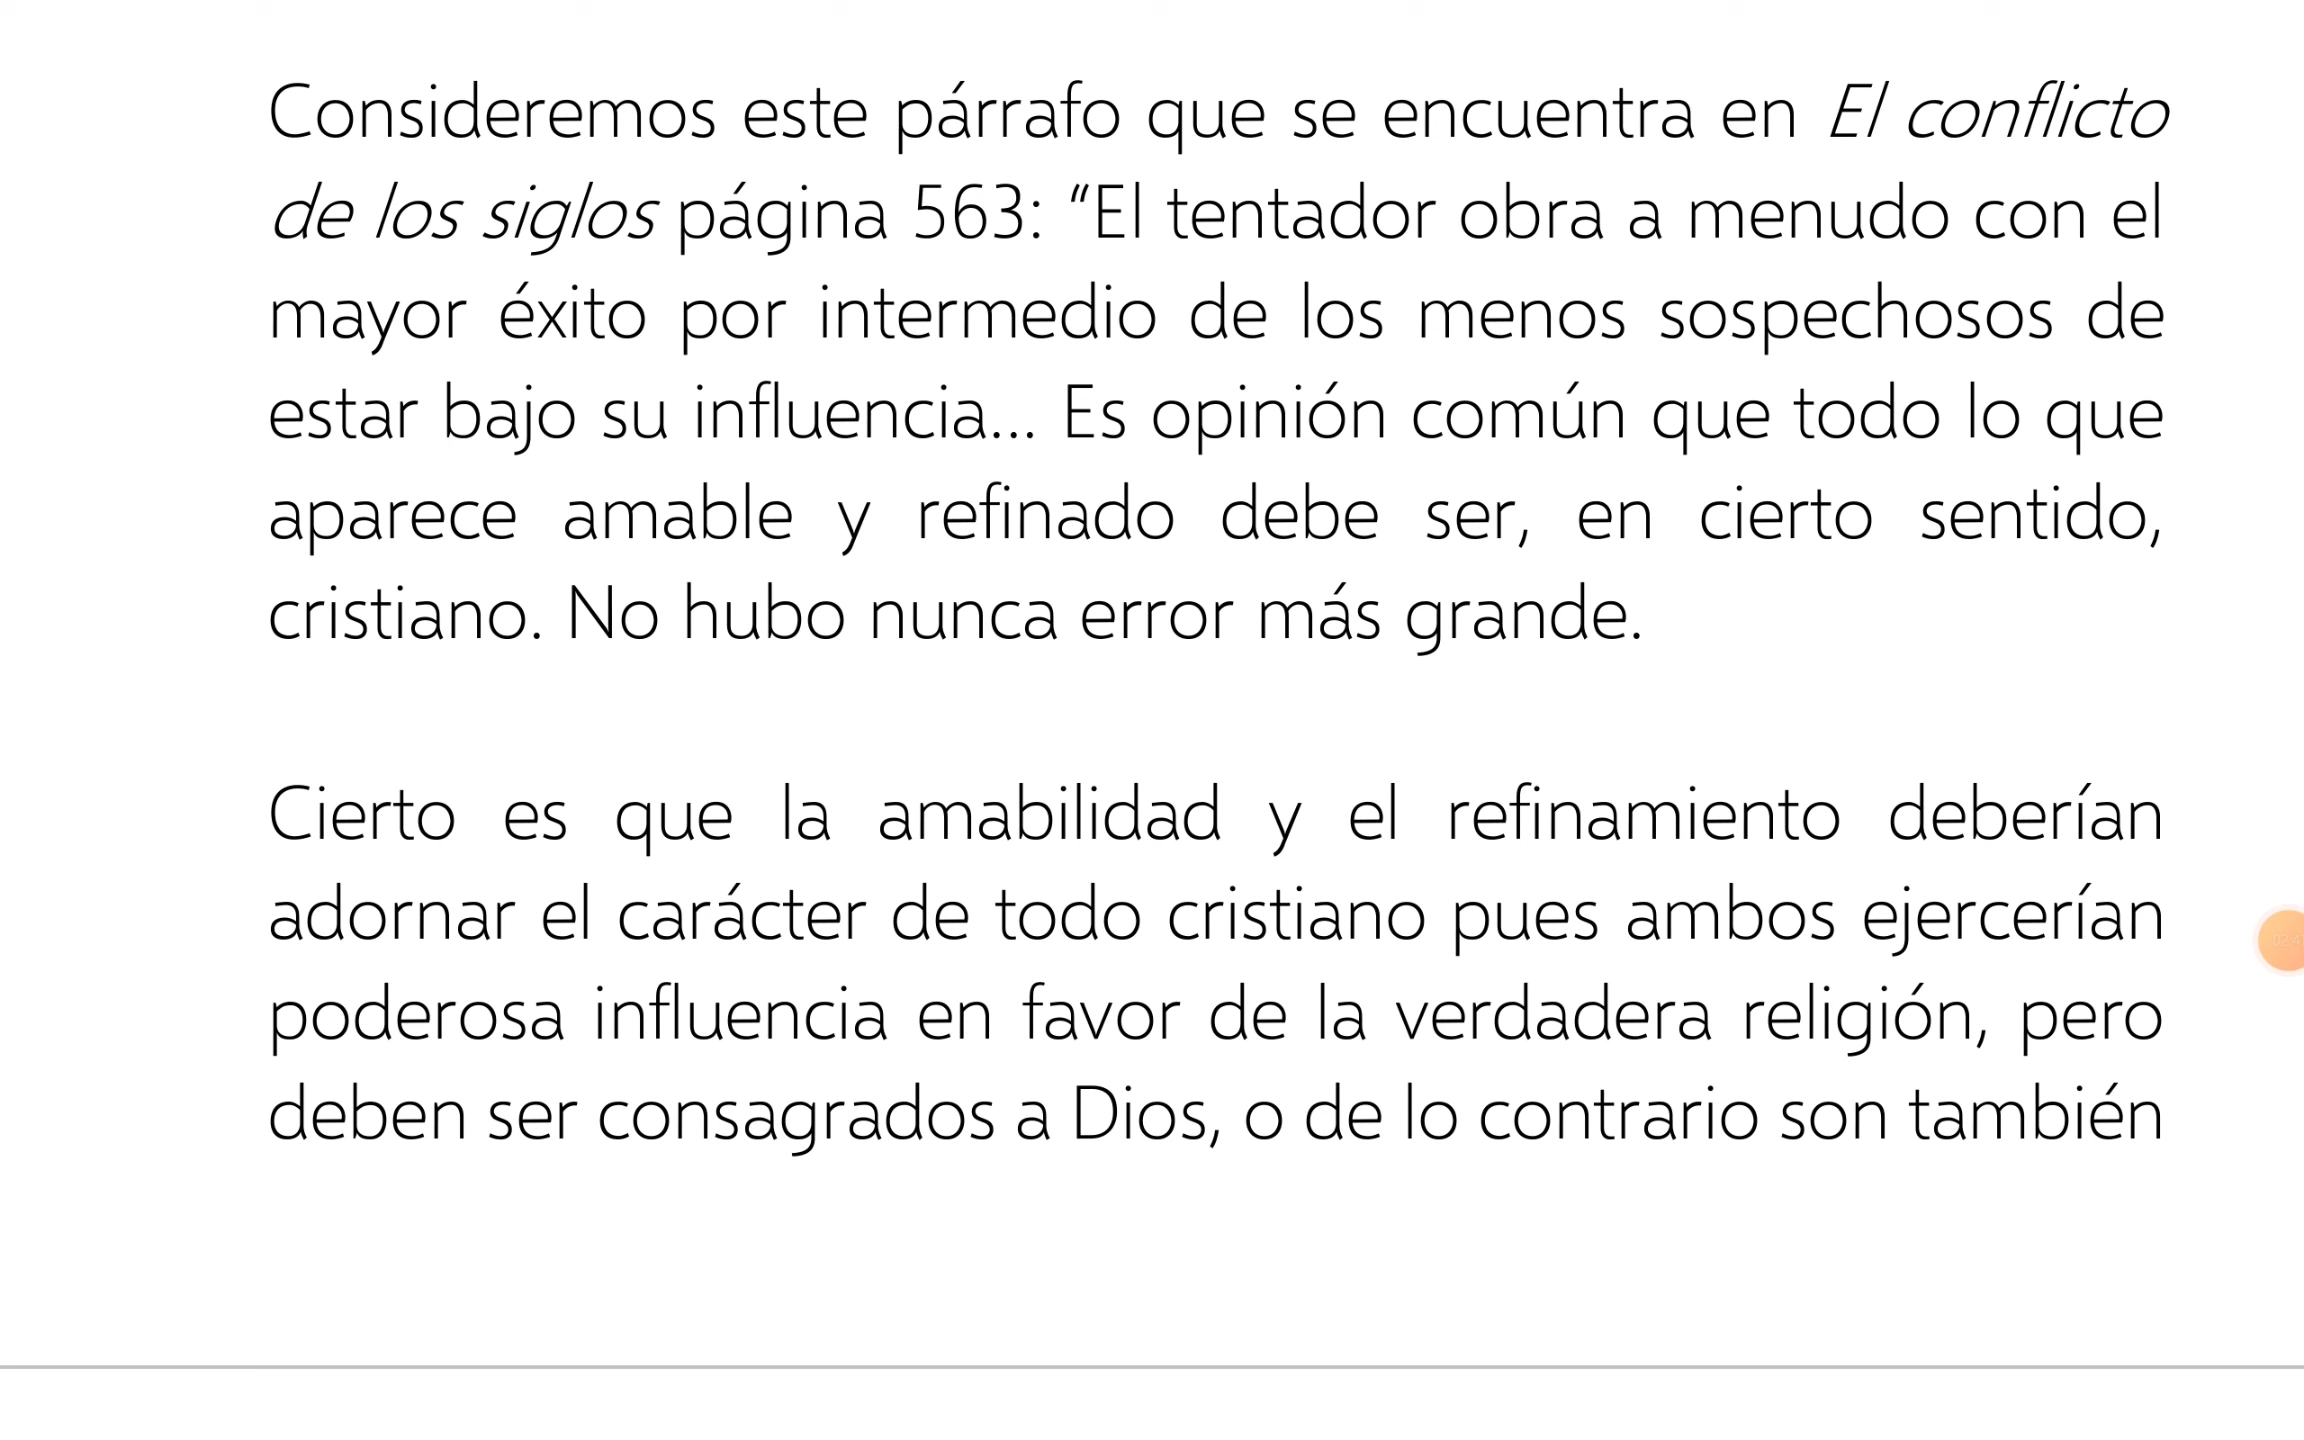 Consideremos este párrafo que se encuentra en El conflicto
de los siglos página 563: “El tentador obra a menudo con el
mayor éxito por intermedio de los menos sospechosos de
estar bajo su influencia... Es opinión común que todo lo que
aparece amable y refinado debe ser, en cierto sentido,
cristiano. No hubo nunca error más grande.
Cierto es que la amabilidad y el refinamiento deberían
adornar el carácter de todo cristiano pues ambos ejercerían
poderosa influencia en favor de la verdadera religión, pero
deben ser consagrados a Dios, o de lo contrario son también